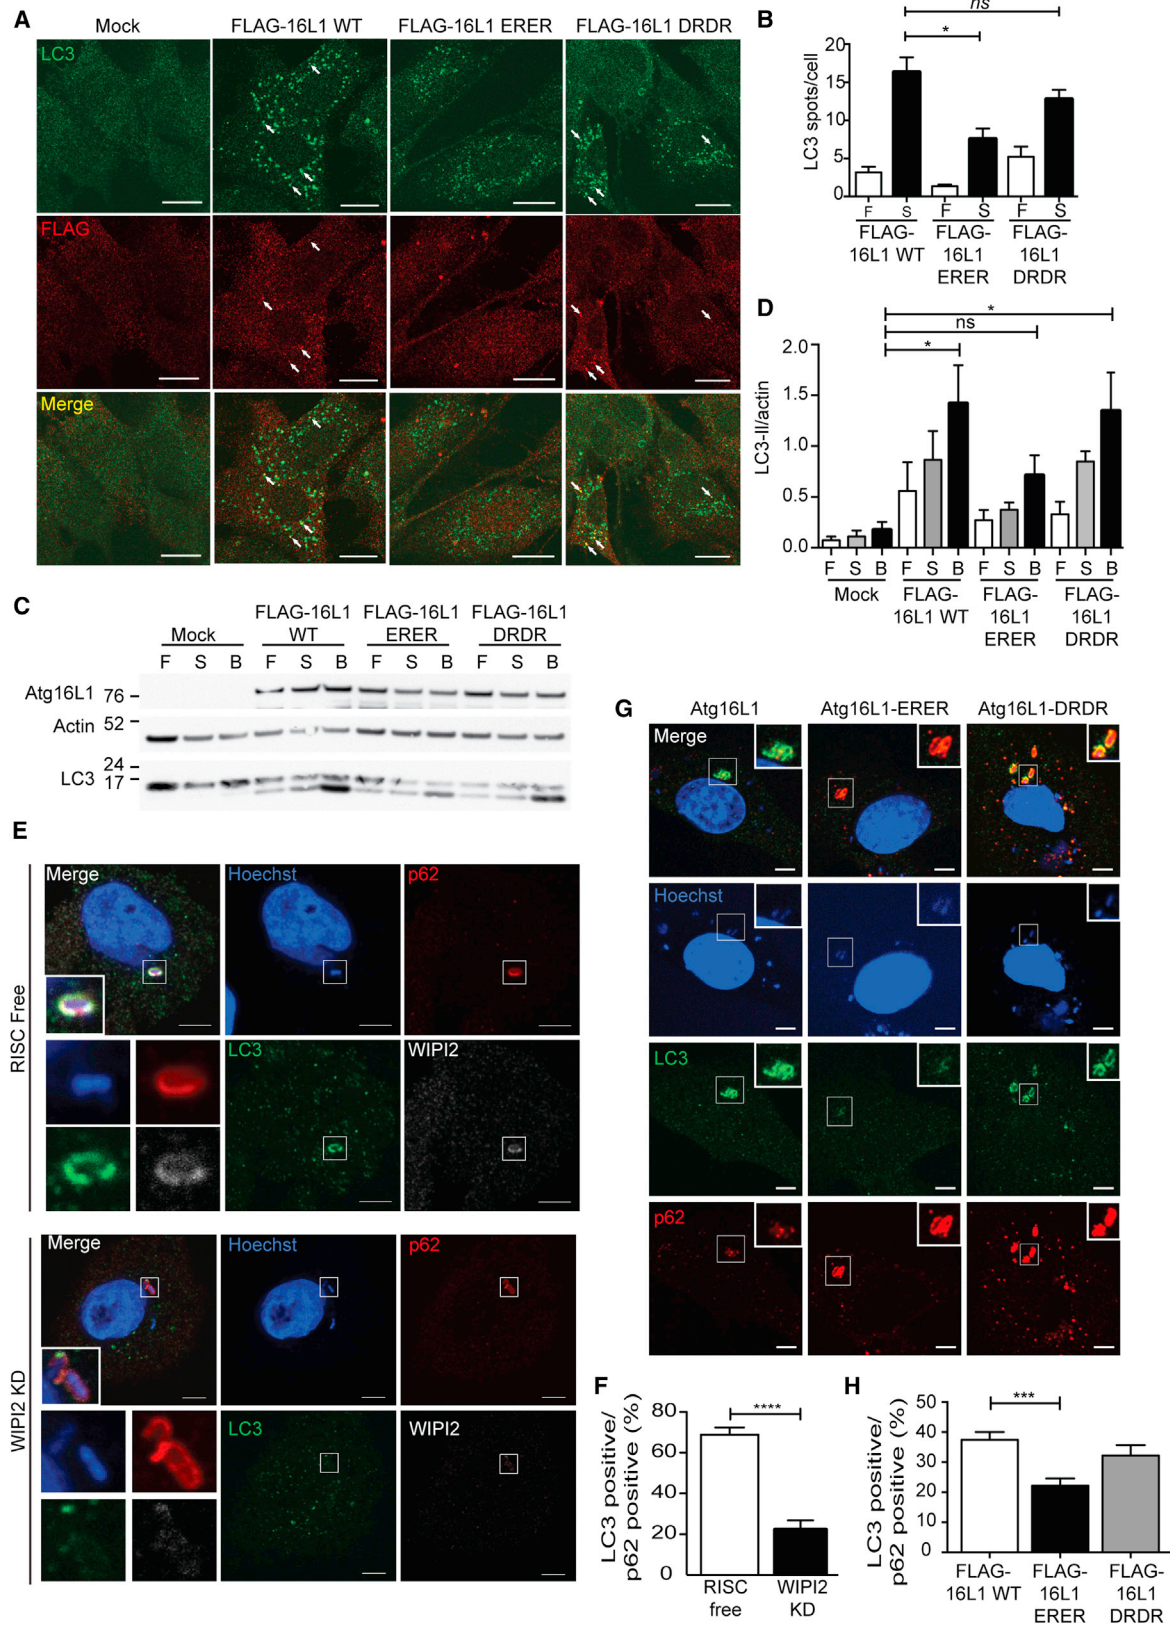 A
Mock
FLAG-16L1 WT
FLAG-16L1 ERER
FLAG-16L1 DRDR
LC3
FLAG
Merge
B
ns
*
LC3 spots/cell
20
15
10
5
0
F S F S F S
FLAG-
16L1 WT
FLAG-
16L1
ERER
FLAG-
16L1
DRDR
C
Mock
FLAG-16L1
WT
FLAG-16L1
ERER
FLAG-16L1
DRDR
F S B F S B F S B F S B
Atg16L1
76
Actin
52
24
LC3
17
D
*
ns
*
LC3-II/actin
2.0
1.5
1.0
0.5
0.0
F S B F S B F S B F S B
Mock
FLAG-
16L1 WT
FLAG-
16L1
ERER
FLAG-
16L1
DRDR
E
RISC Free
Merge
Hoechst
p62
LC3
WIPI2
WIPI2 KD
Merge
Hoechst
p62
LC3
WIPI2
F
****
LC3 positive/
p62 positive (%)
80
60
40
20
0
RISC
free
WIPI2
KD
G
Atg16L1
Atg16L1-ERER
Atg16L1-DRDR
Merge
Hoechst
LC3
p62
H
***
LC3 positive/
p62 positive (%)
50
40
30
20
10
0
FLAG-
16L1 WT
FLAG-
16L1
ERER
FLAG-
16L1
DRDR